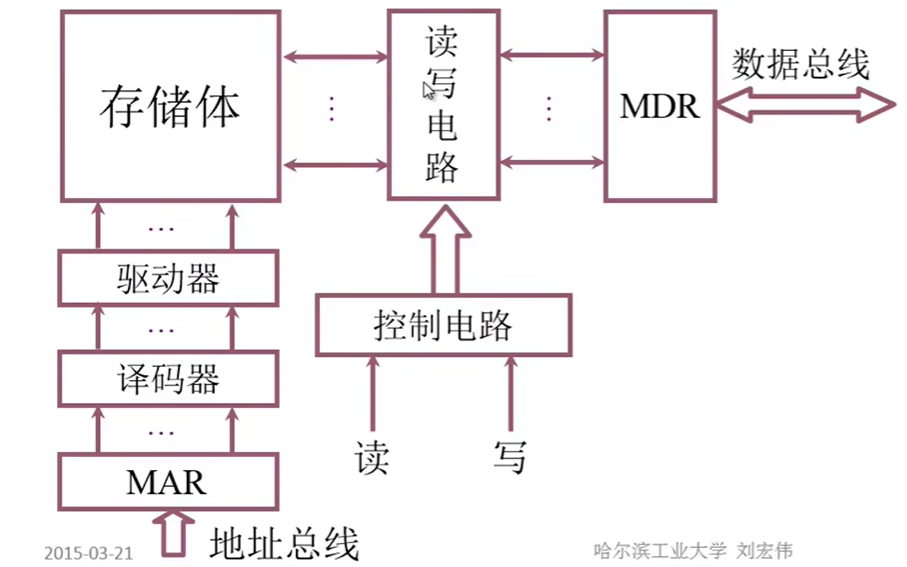 存储体
读写电路
MDR
数据总线
驱动器
控制电路
译码器
读
写
MAR
地址总线
2015-03-21
哈尔滨工业大学 刘宏伟